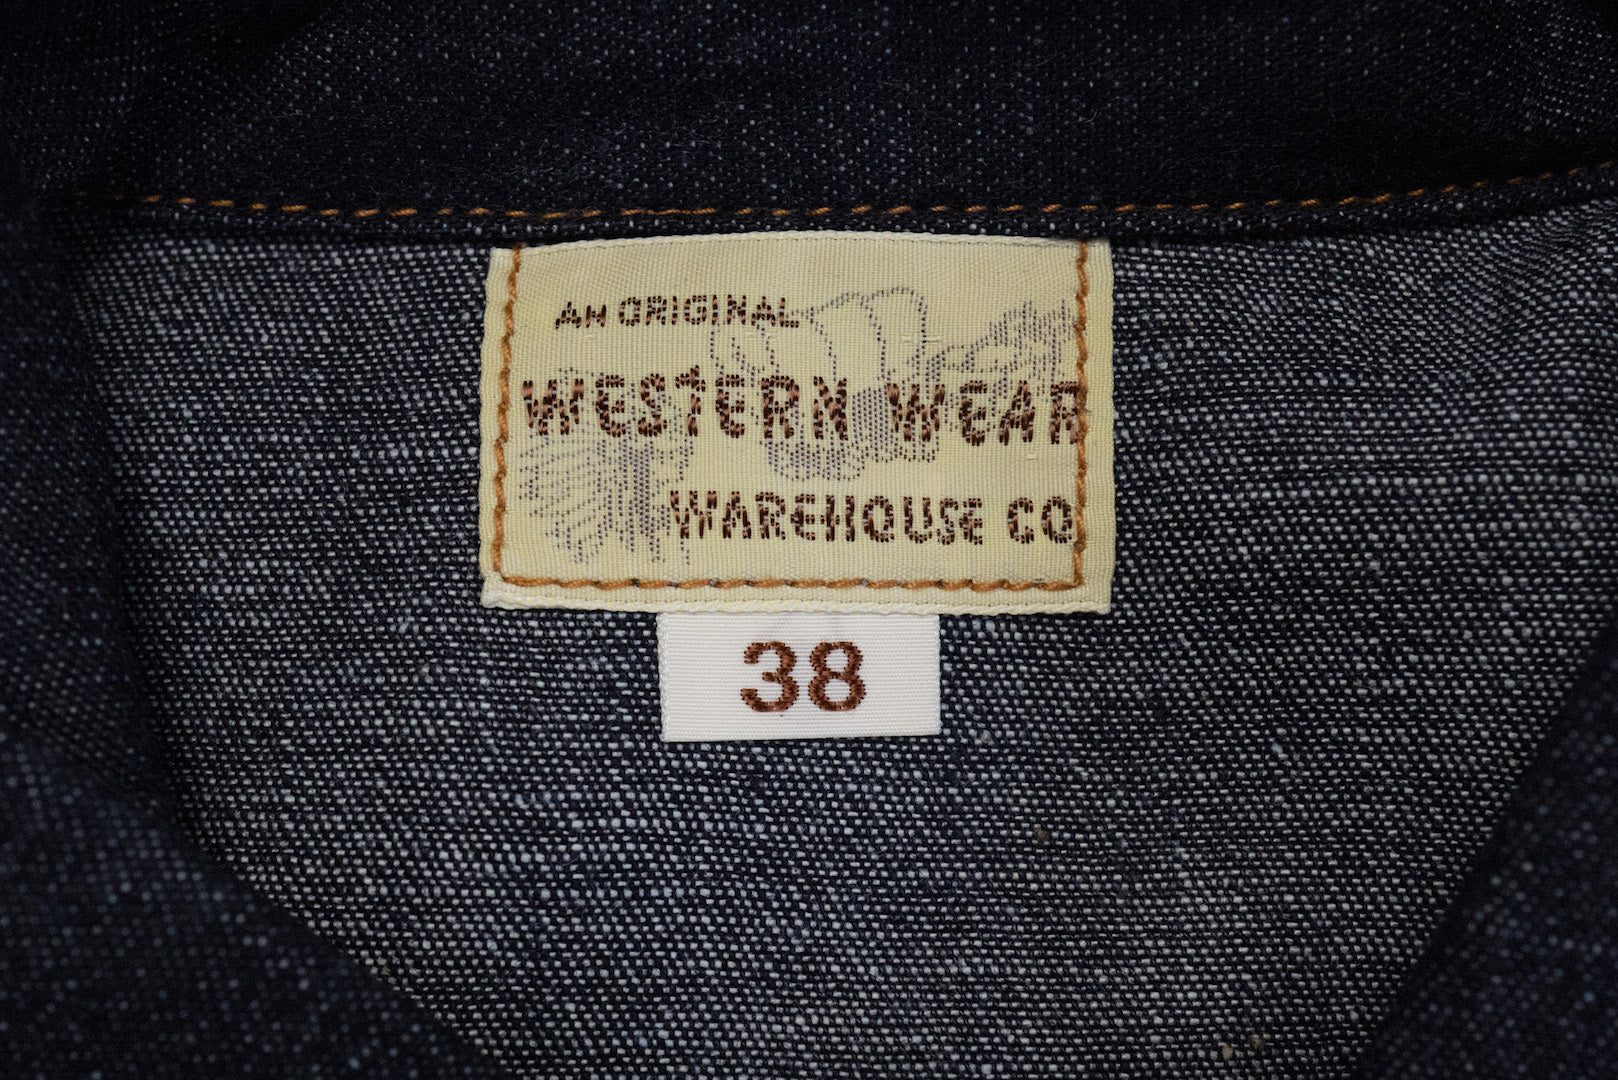 AN ORIGINAL
WESTERN WEAR
WAREHOUSE CO
38